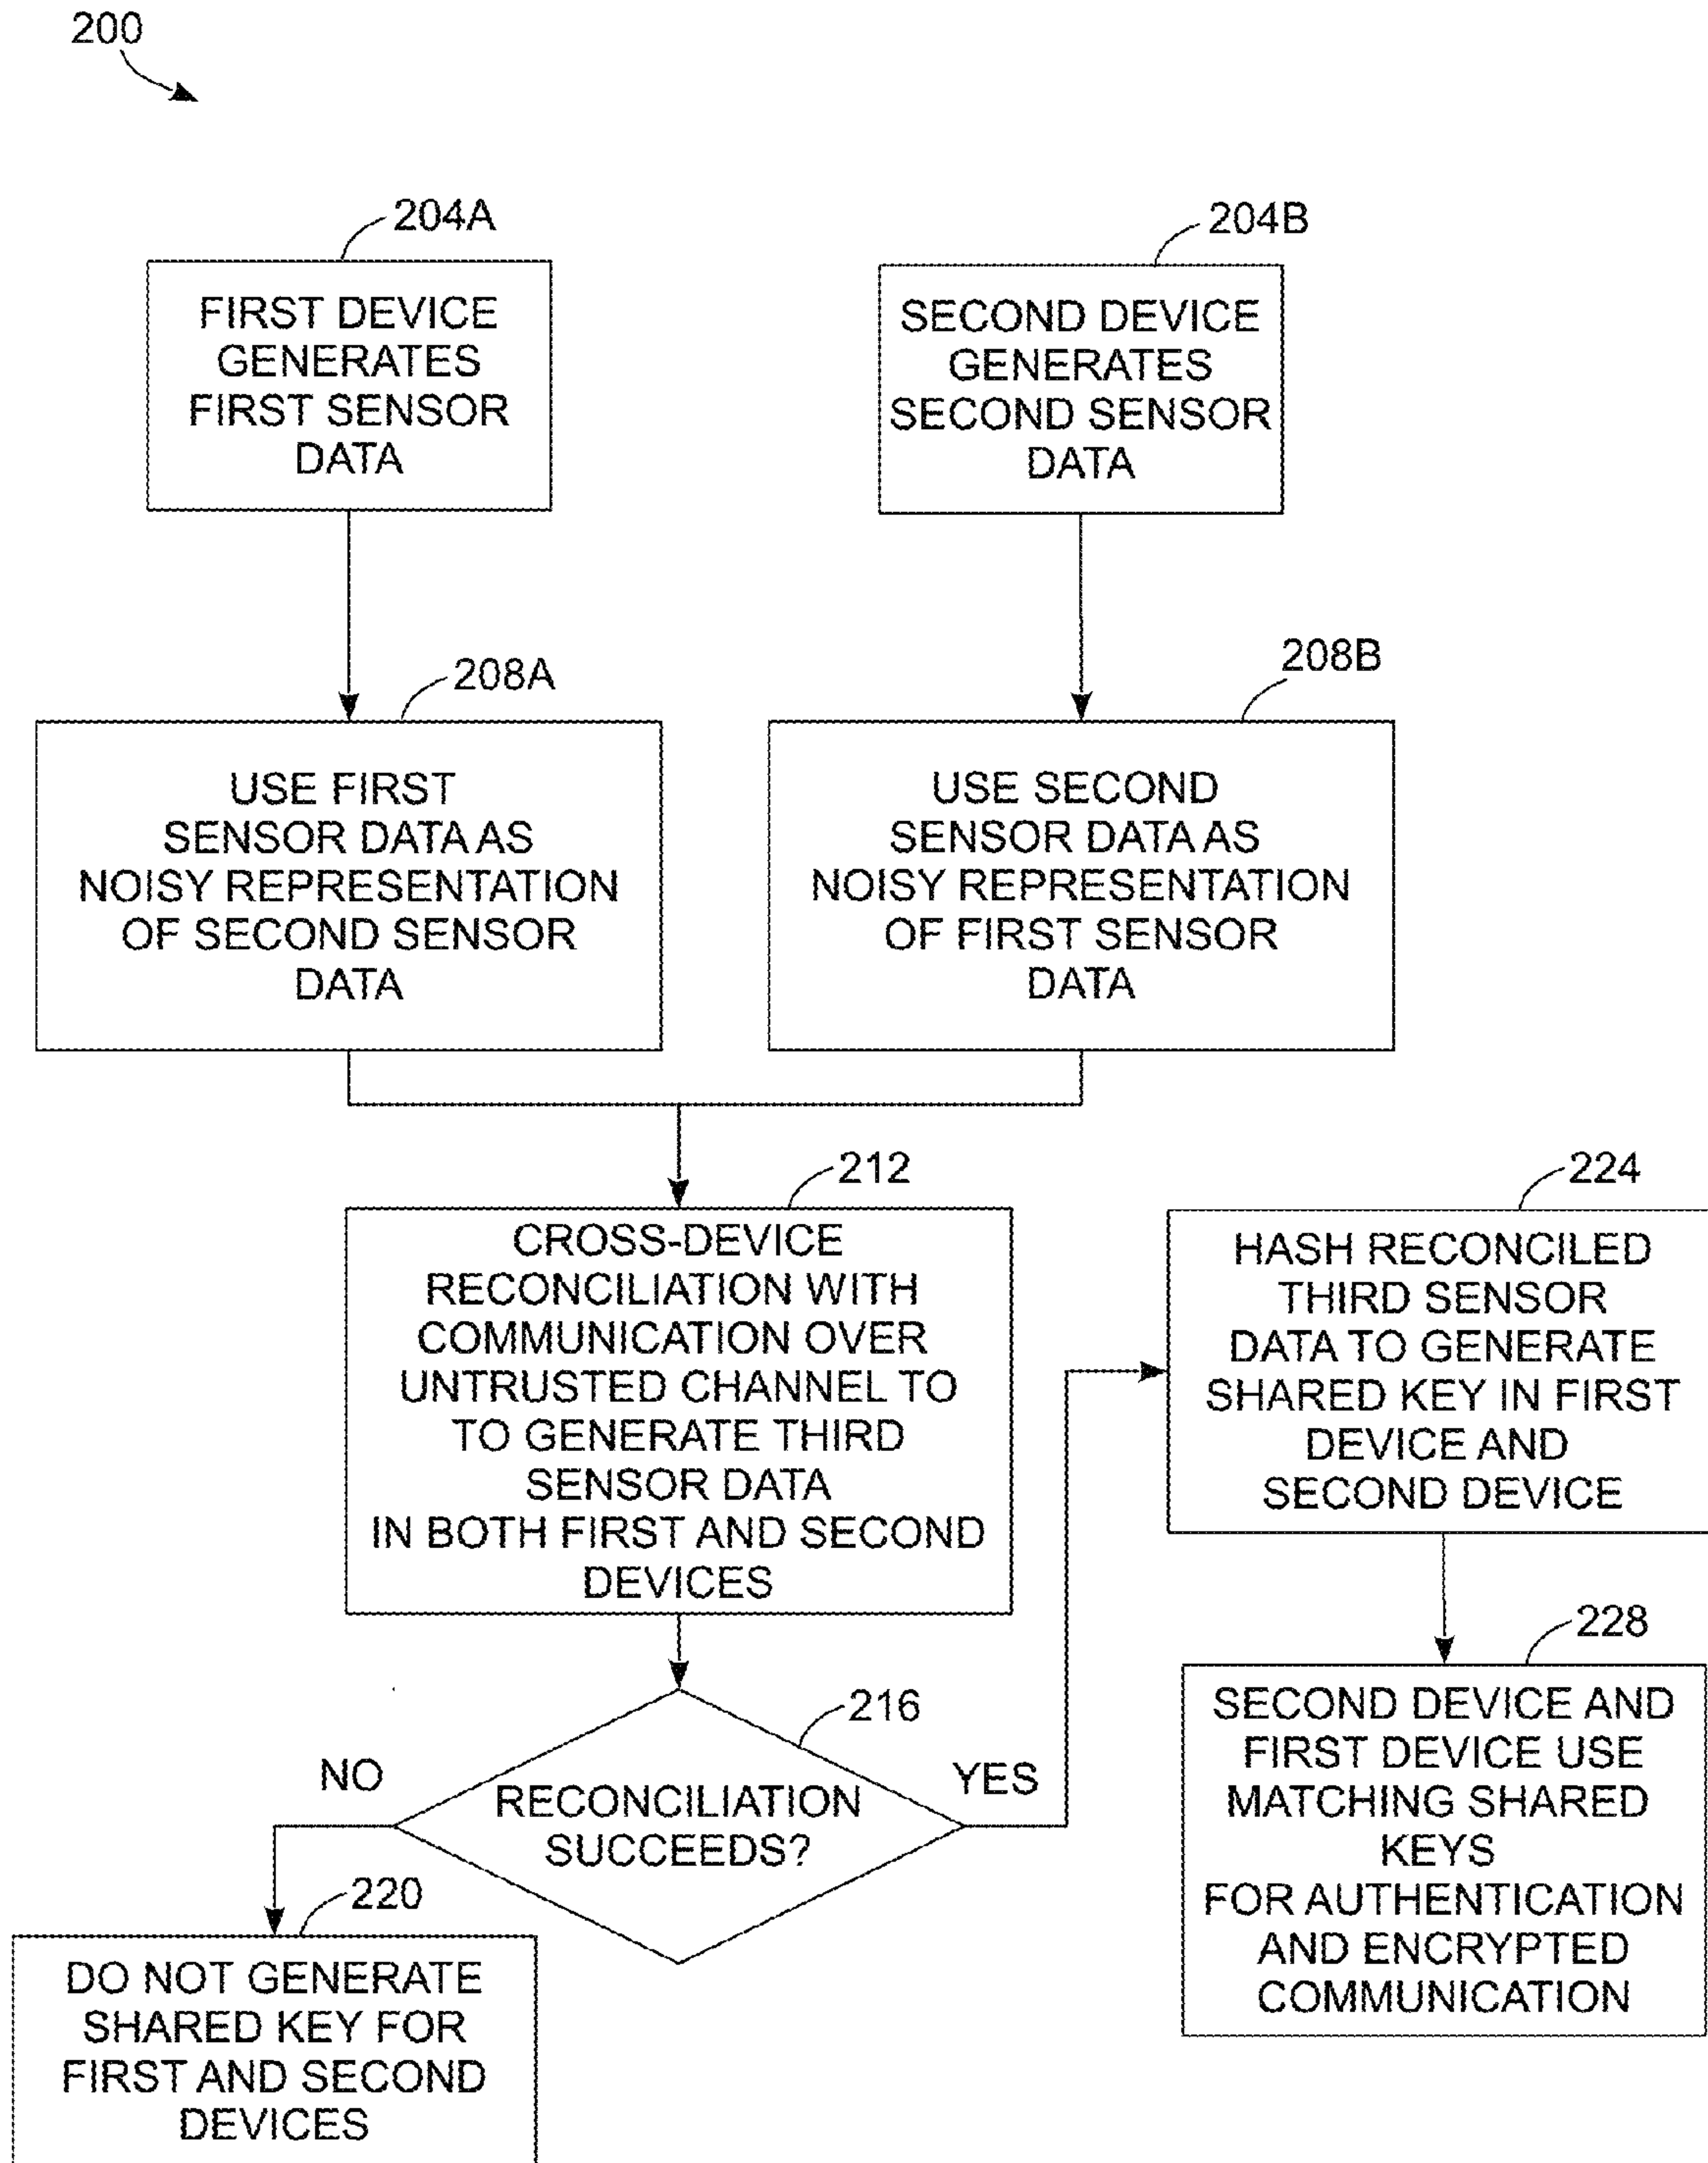 200
204A
FIRST DEVICE
GENERATES
FIRST SENSOR
DATA
204B
SECOND DEVICE
GENERATES
SECOND SENSOR
DATA
208A
USE FIRST
SENSOR DATA AS
NOISY REPRESENTATION
OF SECOND SENSOR
DATA
208B
USE SECOND
SENSOR DATA AS
NOISY REPRESENTATION
OF FIRST SENSOR
DATA
212
CROSS-DEVICE
RECONCILIATION WITH
COMMUNICATION OVER
UNTRUSTED CHANNEL TO
TO GENERATE THIRD
SENSOR DATA
IN BOTH FIRST AND SECOND
DEVICES
216
RECONCILIATION
SUCCEEDS?
NO
YES
220
DO NOT GENERATE
SHARED KEY FOR
FIRST AND SECOND
DEVICES
224
HASH RECONCILED
THIRD SENSOR
DATA TO GENERATE
SHARED KEY IN FIRST
DEVICE AND
SECOND DEVICE
228
SECOND DEVICE AND
FIRST DEVICE USE
MATCHING SHARED
KEYS
FOR AUTHENTICATION
AND ENCRYPTED
COMMUNICATION